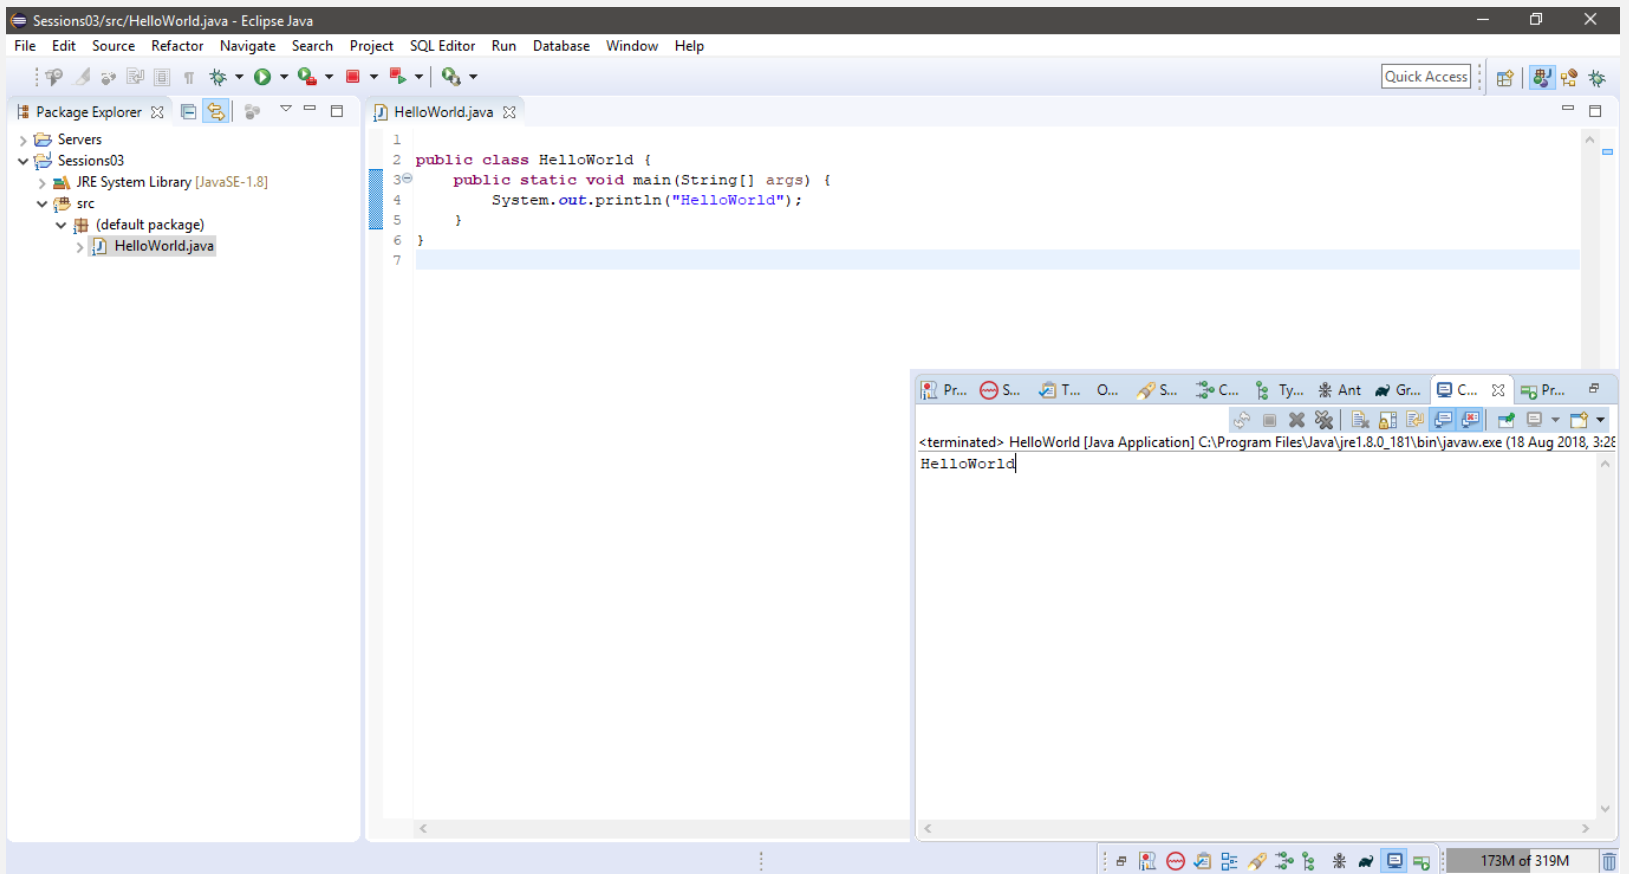 Sessions03/src/HelloWorld.java - Eclipse Java
File Edit Source Refactor Navigate Search Project SQL Editor Run Database Window Help
Quick Access
Package Explorer
HelloWorld.java
Servers
Sessions03
JRE System Library [JavaSE-1.8]
src
(default package)
HelloWorld.java
1
2 public class HelloWorld {
3 public static void main(String[] args) {
4 System.out.println("HelloWorld");
5 }
6 }
7
Pr... S... T... O... S... C... Ty... Ant Gr... C... Pr...
<terminated> HelloWorld [Java Application] C:\Program Files\Java\jre1.8.0_181\bin\javaw.exe (18 Aug 2018, 3:28
HelloWorld
173M of 319M